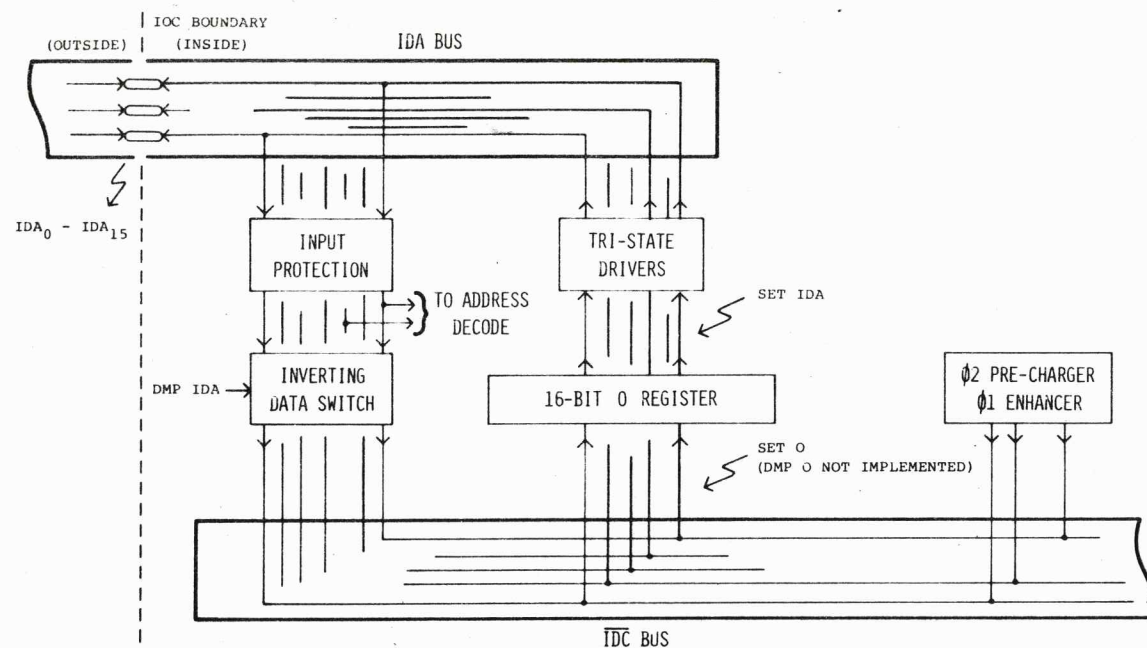 IOC BOUNDARY
(OUTSIDE) (INSIDE)
IDA BUS
IDA0 - IDA15
INPUT
PROTECTION
TRI-STATE
DRIVERS
TO ADDRESS
DECODE
SET IDA
DMP IDA
INVERTING
DATA SWITCH
16-BIT O REGISTER
ϕ2 PRE-CHARGER
ϕ1 ENHANCER
SET O
(DMP O NOT IMPLEMENTED)
I̅D̅C̅ BUS